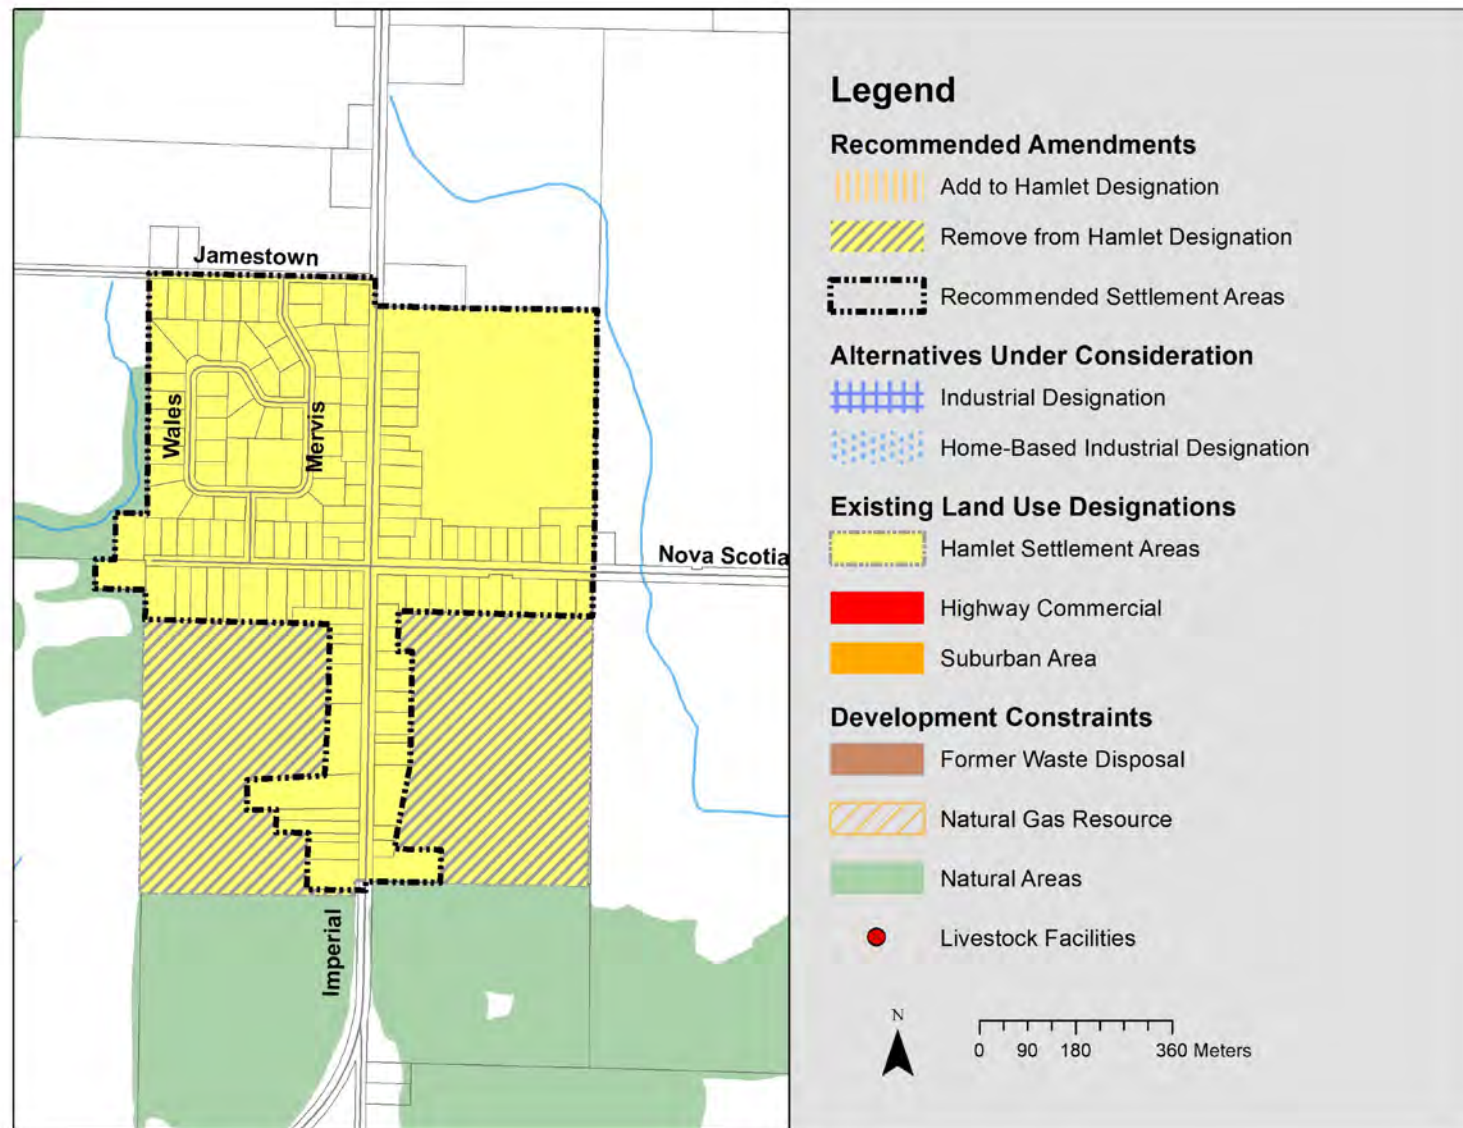 Jamestown
Wales
Mervis
Nova Scotia
Imperial
Legend
Recommended Amendments
Add to Hamlet Designation
Remove from Hamlet Designation
Recommended Settlement Areas
Alternatives Under Consideration
Industrial Designation
Home-Based Industrial Designation
Existing Land Use Designations
Hamlet Settlement Areas
Highway Commercial
Suburban Area
Development Constraints
Former Waste Disposal
Natural Gas Resource
Natural Areas
Livestock Facilities
N
0 90 180 360 Meters